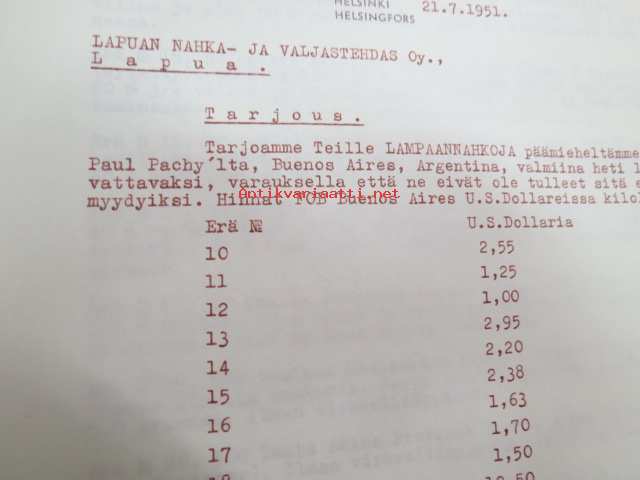 HELSINKI
HELSINGFORS
21.7.1951.
LAPUAN NAHKA- JA VALJASTEHDAS Oy.,
L a p u a .
T a r j o u s .
Tarjoamme Teille LAMPAANNAHKOJA päämieheltämme
Paul Pachy´lta, Buenos Aires, Argentina, valmiina heti l
vattavaksi, varauksella että ne eivät ole tulleet sitä e
Antikvariaatti.net
myydyiksi. Hinnat FOB Buenos Aires U.S.Dollareissa kilol
Erä № U.S.Dollaria
10 2,55
11 1,25
12 1,00
13 2,95
14 2,20
15 2,38
16 1,63
17 1,70
1,50